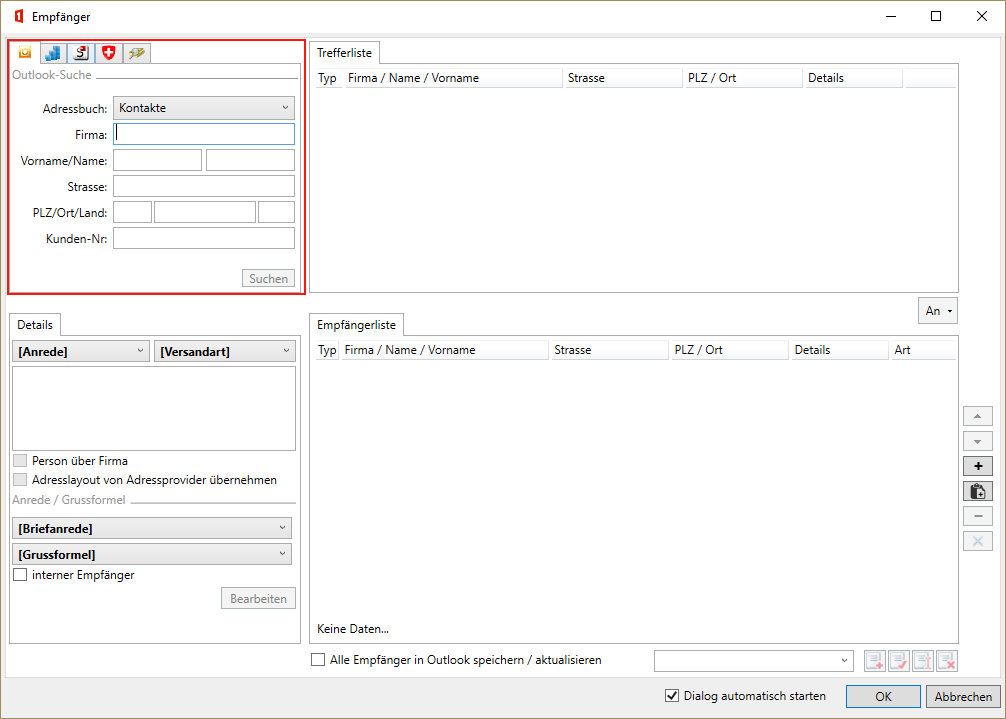 Empfänger
Outlook-Suche
Adressbuch: Kontakte
Firma:
Vorname/Name:
Strasse:
PLZ/Ort/Land:
Kunden-Nr:
Suchen
Trefferliste
Typ Firma / Name / Vorname Strasse PLZ / Ort Details
An
Details
[Anrede] [Versandart]
Person über Firma
Adresslayout von Adressprovider übernehmen
Anrede / Grussformel
[Briefanrede]
[Grussformel]
interner Empfänger
Bearbeiten
Empfängerliste
Typ Firma / Name / Vorname Strasse PLZ / Ort Details Art
Keine Daten...
Alle Empfänger in Outlook speichern / aktualisieren
Dialog automatisch starten OK Abbrechen